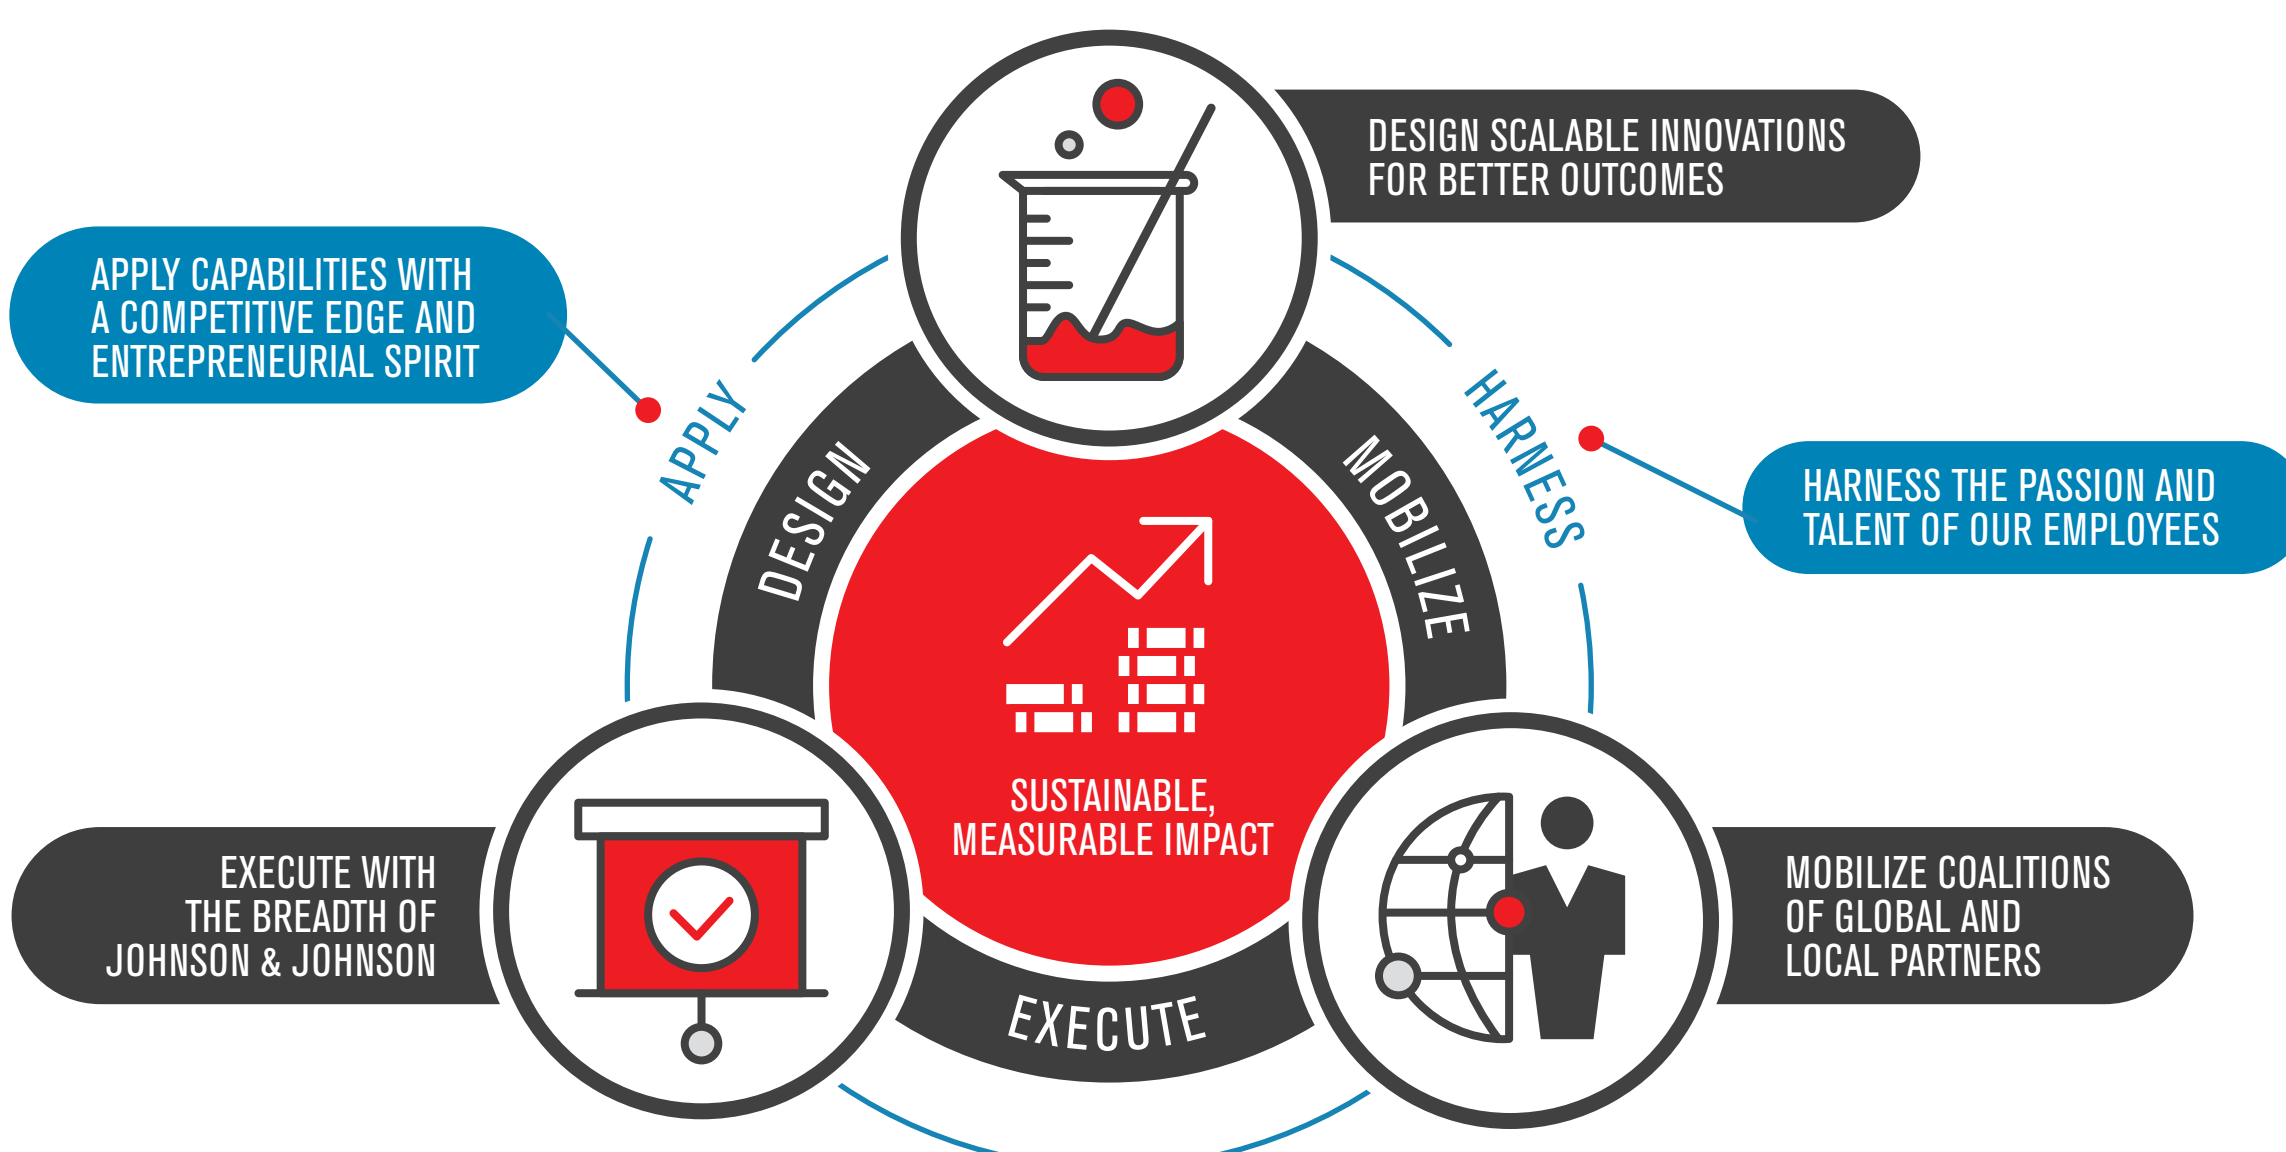 DESIGN SCALABLE INNOVATIONS
FOR BETTER OUTCOMES
APPLY CAPABILITIES WITH
A COMPETITIVE EDGE AND
ENTREPRENEURIAL SPIRIT
APPLY
HARNESS
DESIGN
MOBILIZE
HARNESS THE PASSION AND
TALENT OF OUR EMPLOYEES
SUSTAINABLE,
MEASURABLE IMPACT
EXECUTE WITH
THE BREADTH OF
JOHNSON & JOHNSON
MOBILIZE COALITIONS
OF GLOBAL AND
LOCAL PARTNERS
EXECUTE